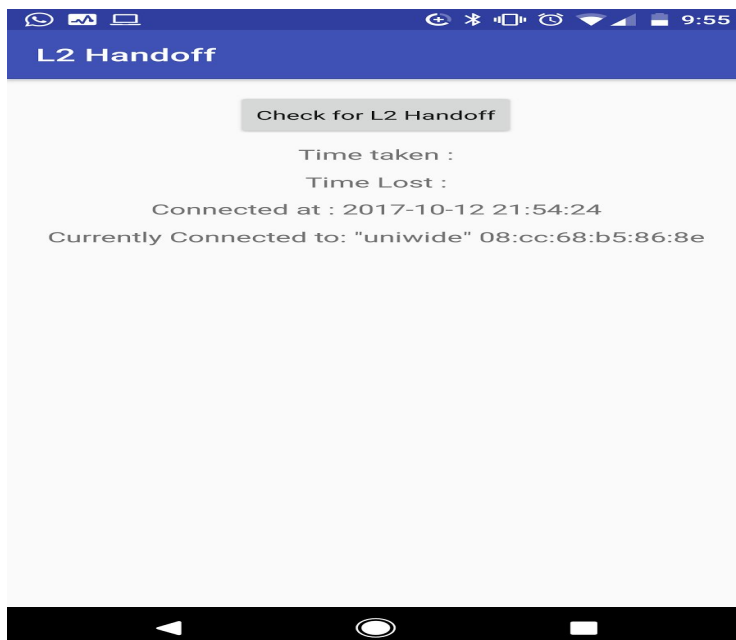 9:55
L2 Handoff
Check for L2 Handoff
Time taken :
Time Lost :
Connected at : 2017-10-12 21:54:24
Currently Connected to: "uniwide" 08:cc:68:b5:86:8e